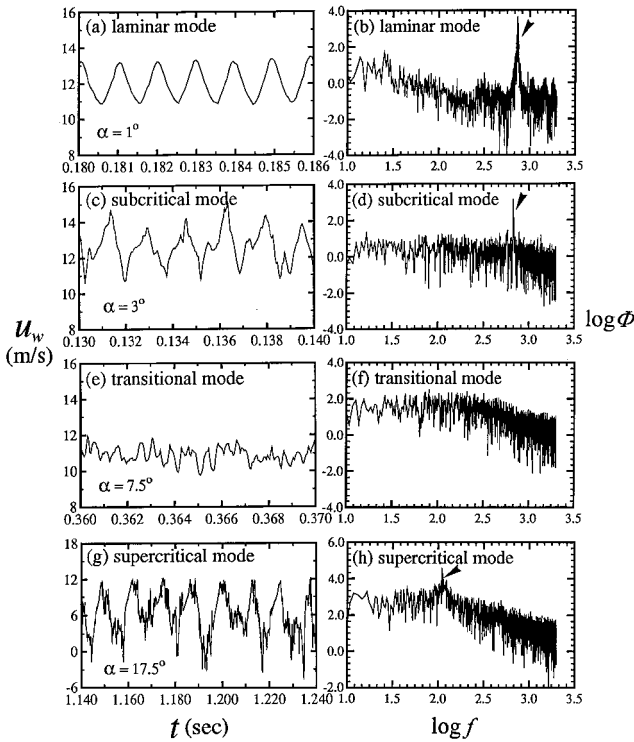 (a) laminar mode
16
14
12
10
8
α = 1°
0.180 0.181 0.182 0.183 0.184 0.185 0.186
(b) laminar mode
4.0
2.0
0.0
-2.0
-4.0
1.0 1.5 2.0 2.5 3.0 3.5
(c) subcritical mode
16
14
12
10
8
α = 3°
0.130 0.132 0.134 0.136 0.138 0.140
(d) subcritical mode
4.0
2.0
0.0
-2.0
-4.0
1.0 1.5 2.0 2.5 3.0 3.5
u_w
(m/s)
log Φ
(e) transitional mode
16
14
12
10
8
α = 7.5°
0.360 0.362 0.364 0.366 0.368 0.370
(f) transitional mode
4.0
2.0
0.0
-2.0
-4.0
1.0 1.5 2.0 2.5 3.0 3.5
(g) supercritical mode
18
12
6
0
-6
α = 17.5°
1.140 1.160 1.180 1.200 1.220 1.240
(h) supercritical mode
6.0
4.0
2.0
0.0
-2.0
1.0 1.5 2.0 2.5 3.0 3.5
t (sec)
log f